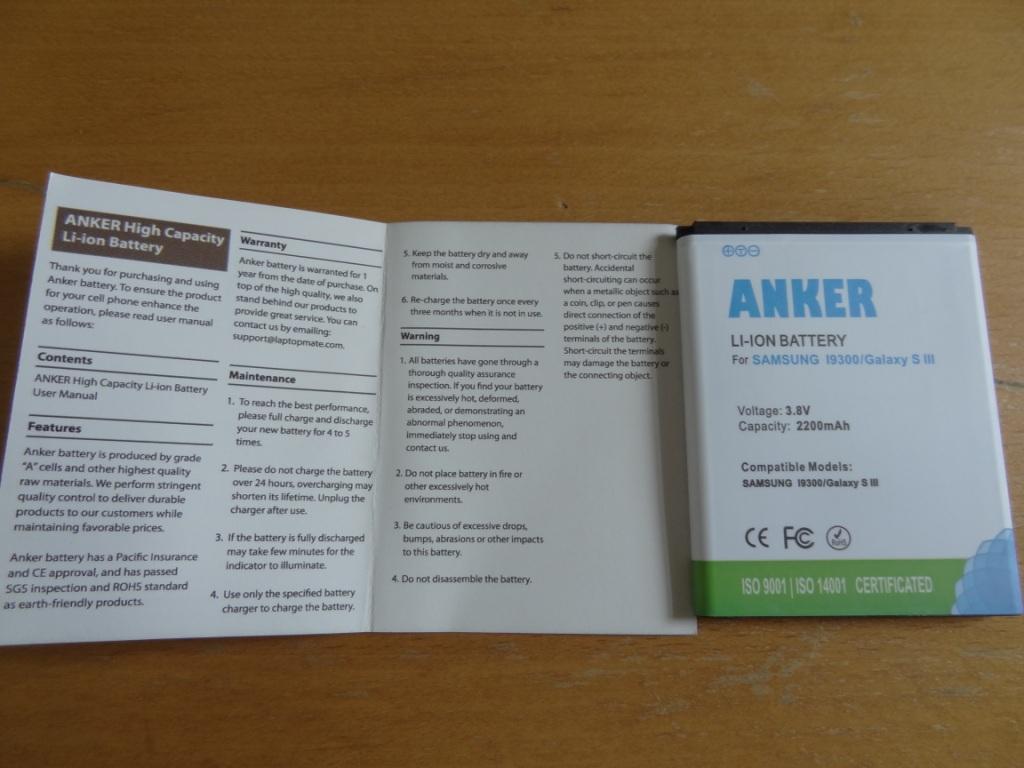 ANKER High Capacity
Li-ion Battery
Thank you for purchasing and using
Anker battery. To ensure the product
for your cell phone enhance the
operation, please read user manual
as follows:
Contents
ANKER High Capacity Li-ion Battery
User Manual
Features
Anker battery is produced by grade
"A" cells and other highest quality
raw materials. We perform stringent
quality control to deliver durable
products to our customers while
maintaining favorable prices.
Anker battery has a Pacific Insurance
and CE approval, and has passed
SGS inspection and ROHS standard
as earth-friendly products.
Warranty
Anker battery is warranted for 1
year from the date of purchase. On
top of the high quality, we also
stand behind our products to
provide great service. You can
contact us by emailing:
support@laptopmate.com.
Maintenance
1. To reach the best performance,
please full charge and discharge
your new battery for 4 to 5
times.
2. Please do not charge the battery
over 24 hours, overcharging may
shorten its lifetime. Unplug the
charger after use.
3. If the battery is fully discharged
may take few minutes for the
indicator to illuminate.
4. Use only the specified battery
charger to charge the battery.
5. Keep the battery dry and away
from moist and corrosive
materials.
6. Re-charge the battery once every
three months when it is not in use.
Warning
1. All batteries have gone through a
thorough quality assurance
inspection. If you find your battery
is excessively hot, deformed,
abraded, or demonstrating an
abnormal phenomenon,
immediately stop using and
contact us.
2. Do not place battery in fire or
other excessively hot
environments.
3. Be cautious of excessive drops,
bumps, abrasions or other impacts
to this battery.
4. Do not disassemble the battery.
5. Do not short-circuit the
battery. Accidental
short-circuiting can occur
when a metallic object such as
a coin, clip, or pen causes
direct connection of the
positive (+) and negative (-)
terminals of the battery.
Short-circuit the terminals
may damage the battery or
the connecting object.
+ T −
ANKER
LI-ION BATTERY
For SAMSUNG I9300/Galaxy S III
Voltage: 3.8V
Capacity: 2200mAh
Compatible Models:
SAMSUNG I9300/Galaxy S III
CE FC RoHS
ISO 9001 | ISO 14001 CERTIFICATED